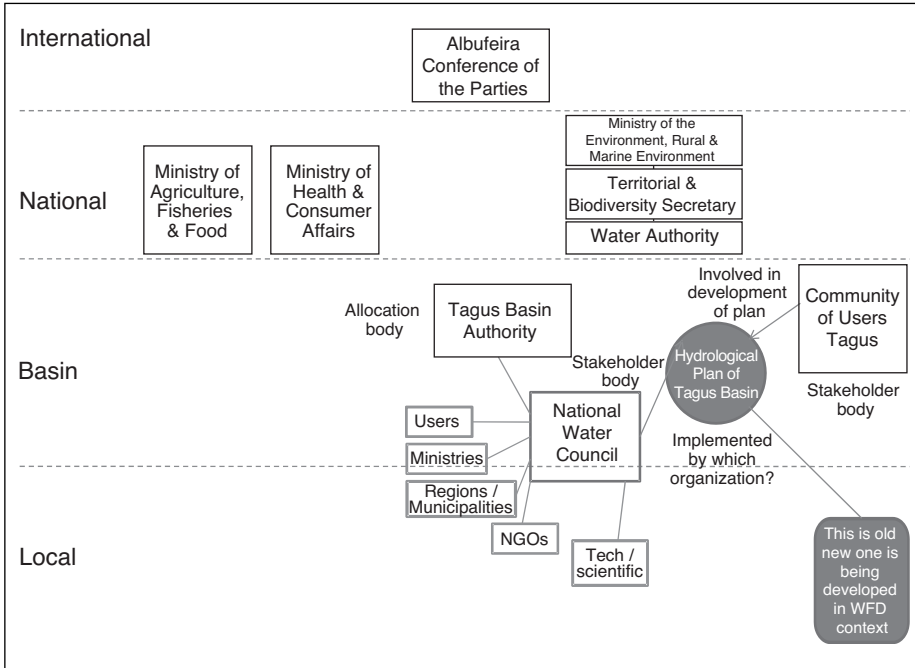 International
Albufeira
Conference of
the Parties
National
Ministry of
Agriculture,
Fisheries
& Food
Ministry of
Health &
Consumer
Affairs
Ministry of the
Environment, Rural &
Marine Environment
Territorial &
Biodiversity Secretary
Water Authority
Basin
Allocation
body
Tagus Basin
Authority
Involved in
development
of plan
Community
of Users
Tagus
Stakeholder
body
Hydrological
Plan of
Tagus Basin
Stakeholder
body
Users
Ministries
National
Water
Council
Implemented
by which
organization?
Local
Regions /
Municipalities
NGOs
Tech /
scientific
This is old
new one is
being
developed
in WFD
context